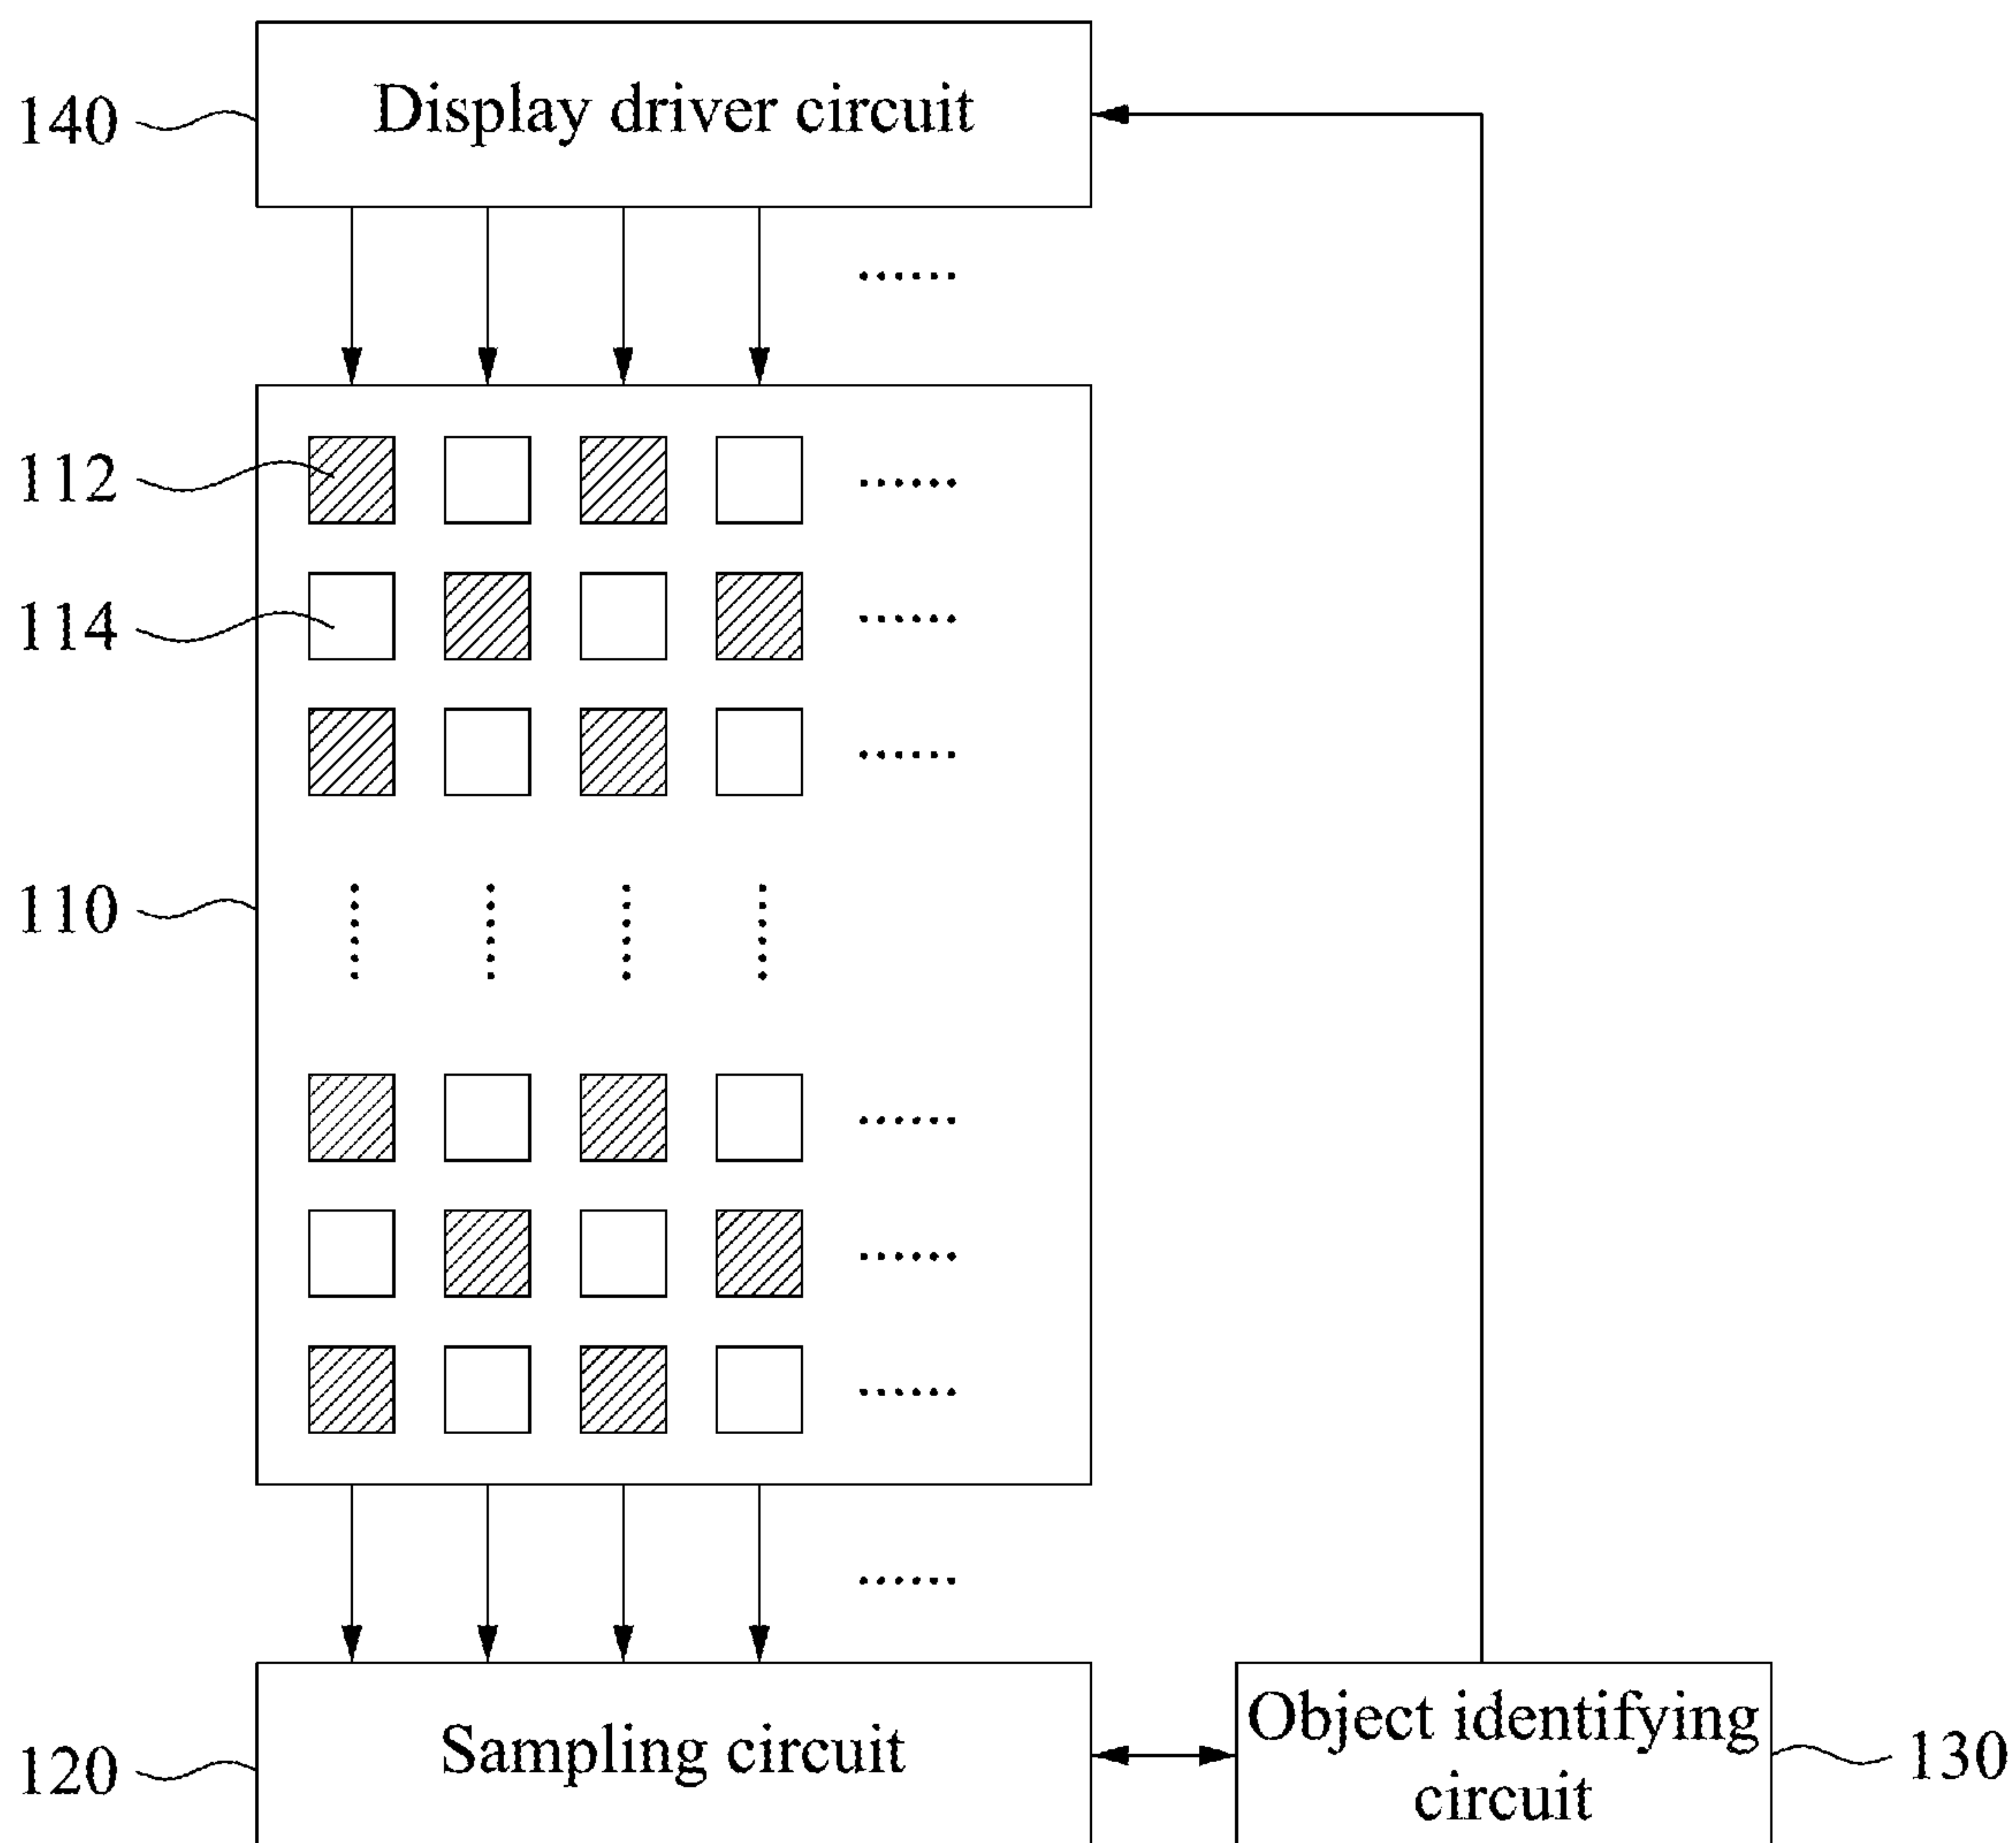 140
Display driver circuit
112
114
110
120
Sampling circuit
Object identifying
circuit
130